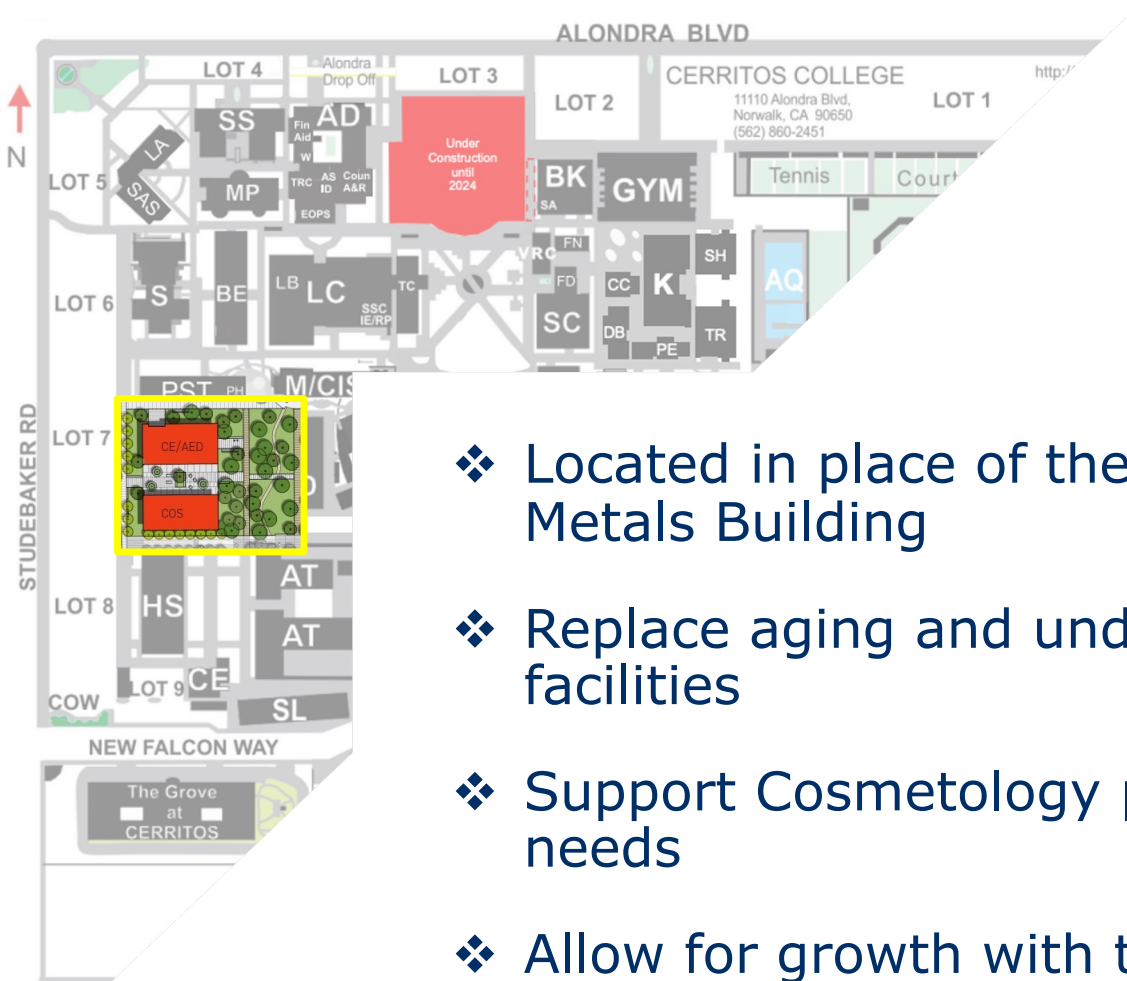 ALONDRA BLVD
LOT 4
Alondra
Drop Off
LOT 3
LOT 2
CERRITOS COLLEGE
11110 Alondra Blvd,
Norwalk, CA 90650
(562) 860-2451
http://
LOT 1
N
SS
Fin
Aid
AD
W
TRC
AS
ID
Coun
A&R
EOPS
Under
Construction
until
2024
BK
SA
GYM
Tennis
Court
LA
SAS
LOT 5
MP
VRC
FN
FD
SC
CC
K
SH
AQ
DB
PE
TR
LOT 6
S
BE
LB
LC
SSC
IE/RP
TC
PST
PH
M/CIS
STUDEBAKER RD
LOT 7
CE/AED
COS
LOT 8
HS
AT
AT
LOT 9
CE
COW
SL
NEW FALCON WAY
The Grove
at
CERRITOS
❖ Located in place of the
Metals Building
❖ Replace aging and und
facilities
❖ Support Cosmetology p
needs
❖ Allow for growth with t